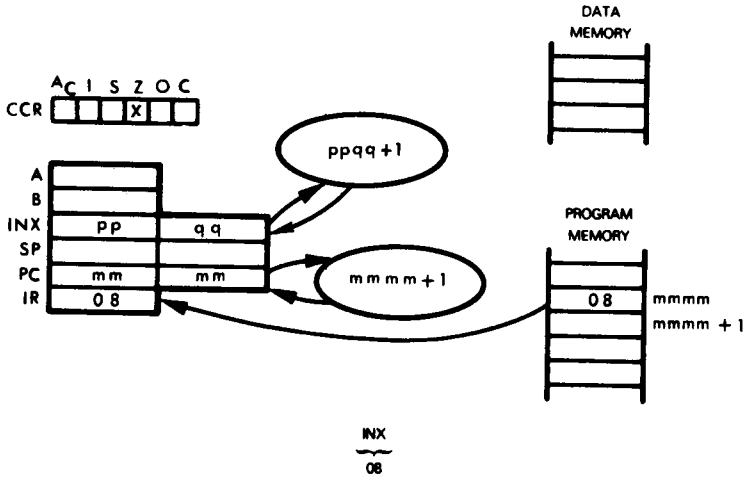 DATA
MEMORY
A C I S Z O C
CCR X
ppqq+1
A
B
INX pp qq
SP
PC mm mm
IR 08
mmmm+1
PROGRAM
MEMORY
08 mmmm
mmmm + 1
INX
08